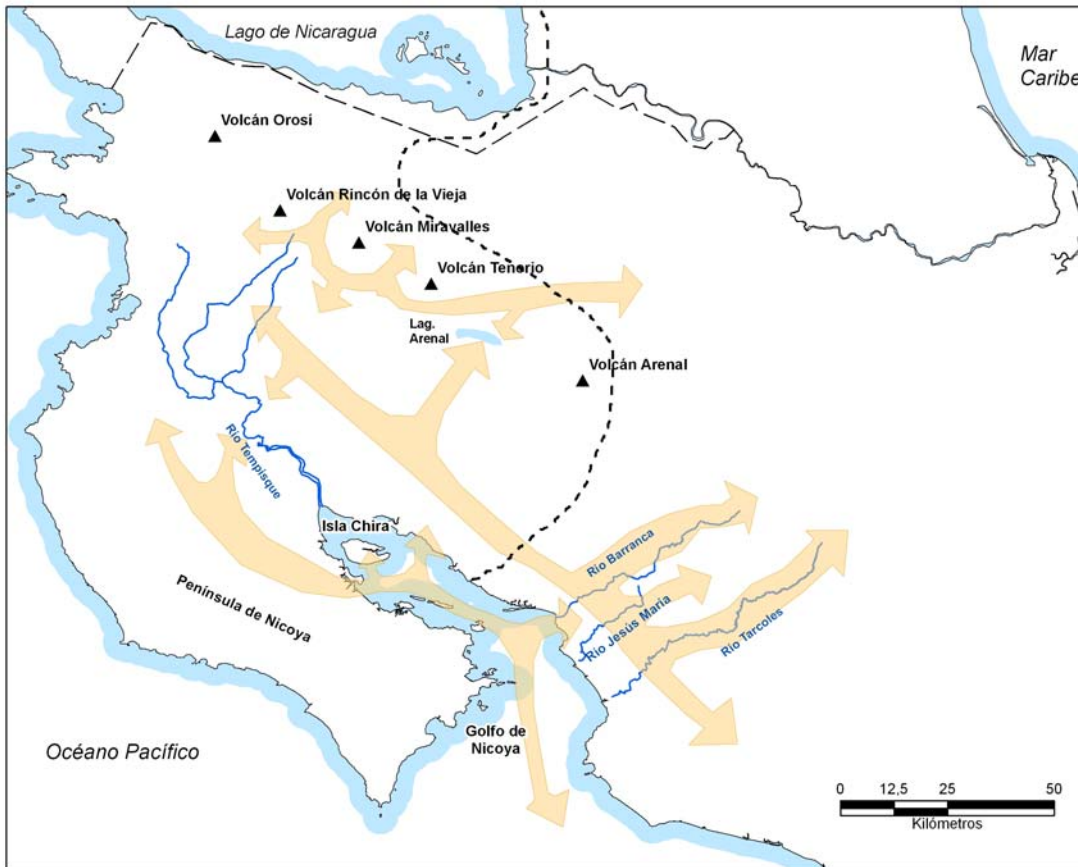 Lago de Nicaragua
Mar
Caribe
Volcán Orosí
Volcán Rincón de la Vieja
Volcán Miravalles
Volcán Tenorio
Lag.
Arenal
Volcán Arenal
Río Tempisque
Isla Chira
Río Barranca
Península de Nicoya
Río Jesús María
Río Tarcoles
Golfo de
Nicoya
Océano Pacífico
0 12,5 25 50
Kilómetros